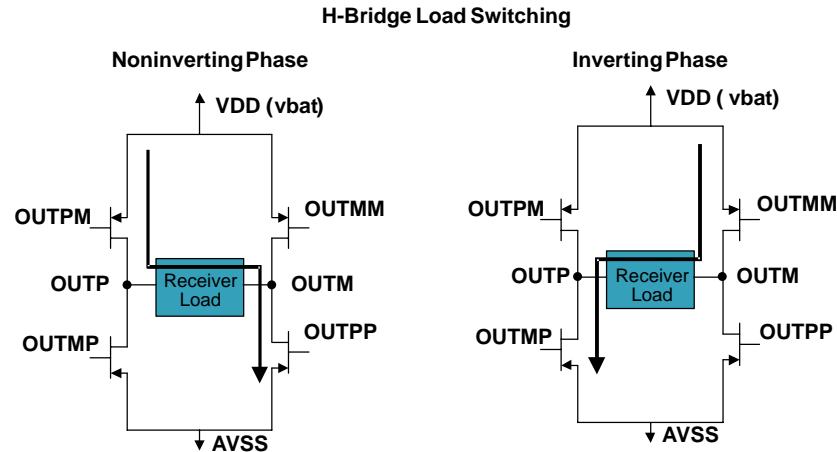 H-Bridge Load Switching
Noninverting Phase
VDD (vbat)
OUTPM
OUTMM
OUTP
Receiver
Load
OUTM
OUTMP
OUTPP
AVSS
Inverting Phase
VDD ( vbat)
OUTPM
OUTMM
OUTP
Receiver
Load
OUTM
OUTMP
OUTPP
AVSS